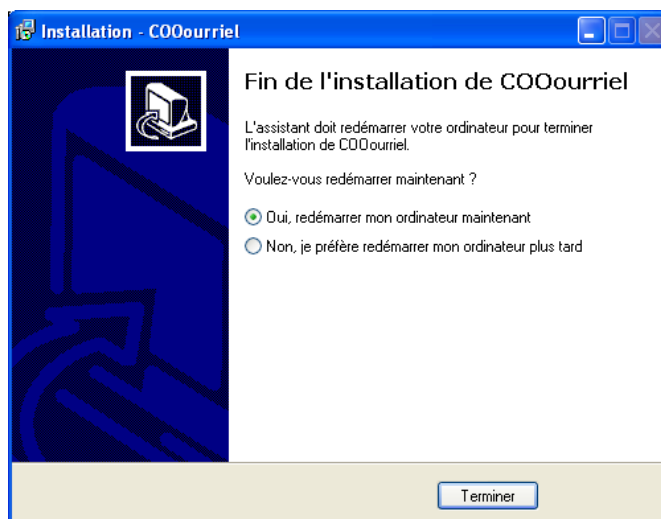 Installation - COOourriel
Fin de l'installation de COOourriel
L'assistant doit redémarrer votre ordinateur pour terminer
l'installation de COOourriel.
Voulez-vous redémarrer maintenant ?
Oui, redémarrer mon ordinateur maintenant
Non, je préfère redémarrer mon ordinateur plus tard
Terminer